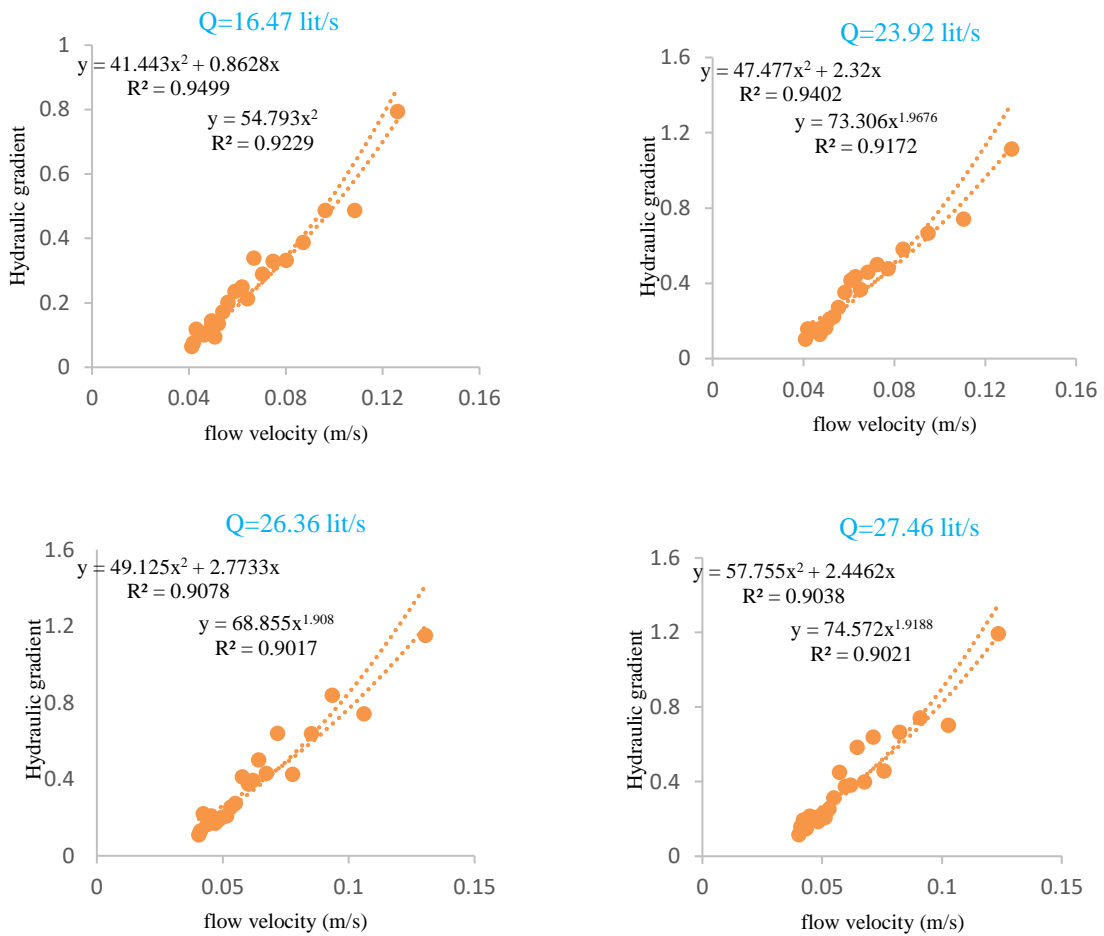 Q=16.47 lit/s
y = 41.443x² + 0.8628x
R² = 0.9499
y = 54.793x²
R² = 0.9229
Hydraulic gradient
1
0.8
0.6
0.4
0.2
0
0 0.04 0.08 0.12 0.16
flow velocity (m/s)
Q=23.92 lit/s
y = 47.477x² + 2.32x
R² = 0.9402
y = 73.306x¹·⁹⁶⁷⁶
R² = 0.9172
Hydraulic gradient
1.6
1.2
0.8
0.4
0
0 0.04 0.08 0.12 0.16
flow velocity (m/s)
Q=26.36 lit/s
y = 49.125x² + 2.7733x
R² = 0.9078
y = 68.855x¹·⁹⁰⁸
R² = 0.9017
Hydraulic gradient
1.6
1.2
0.8
0.4
0
0 0.05 0.1 0.15
flow velocity (m/s)
Q=27.46 lit/s
y = 57.755x² + 2.4462x
R² = 0.9038
y = 74.572x¹·⁹¹⁸⁸
R² = 0.9021
Hydraulic gradient
1.6
1.2
0.8
0.4
0
0 0.05 0.1 0.15
flow velocity (m/s)